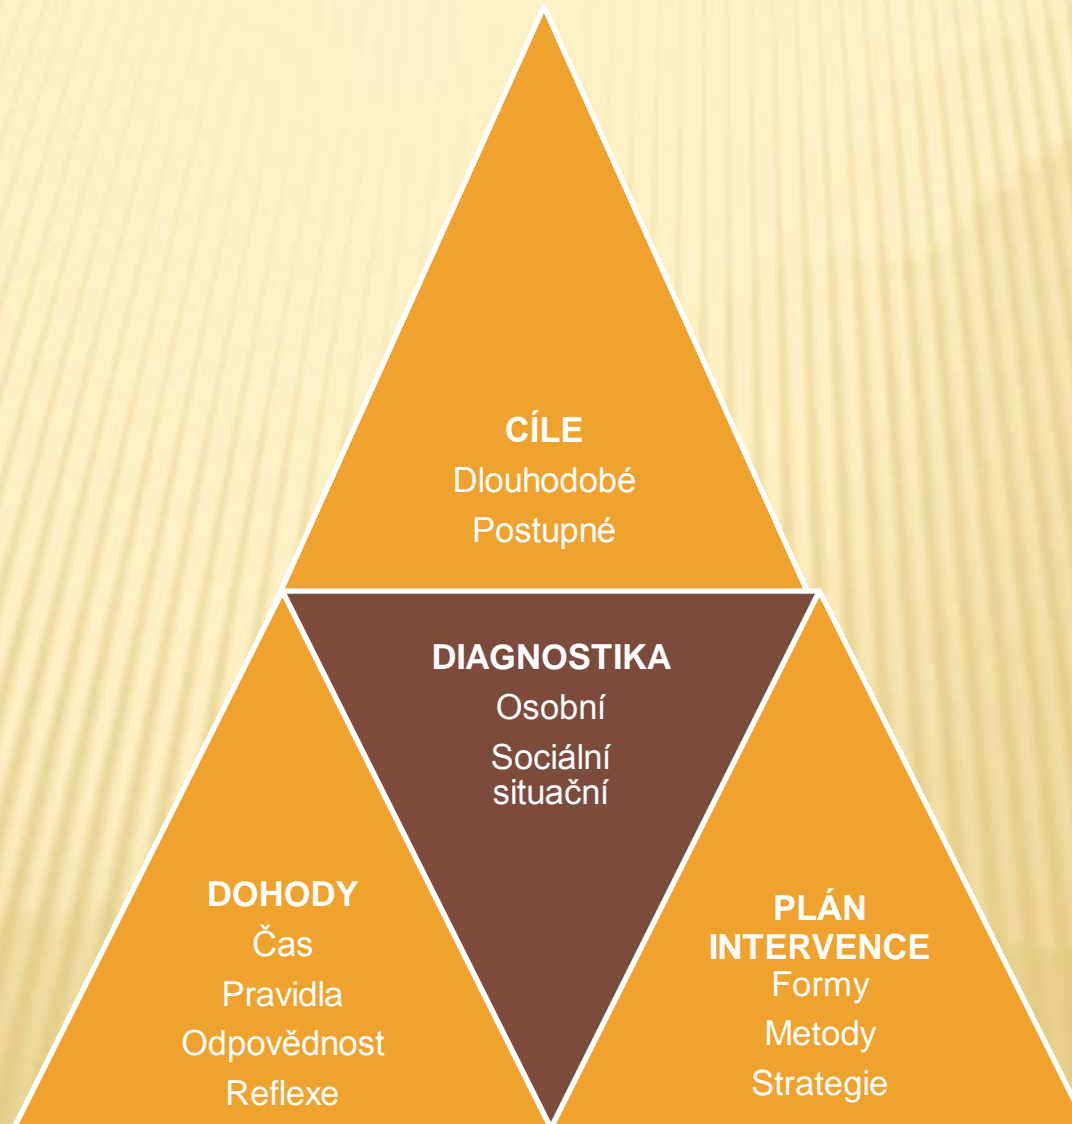 CÍLE
Dlouhodobé
Postupné
DIAGNOSTIKA
Osobní
Sociální
situační
DOHODY
Čas
Pravidla
Odpovědnost
Reflexe
PLÁN
INTERVENCE
Formy
Metody
Strategie